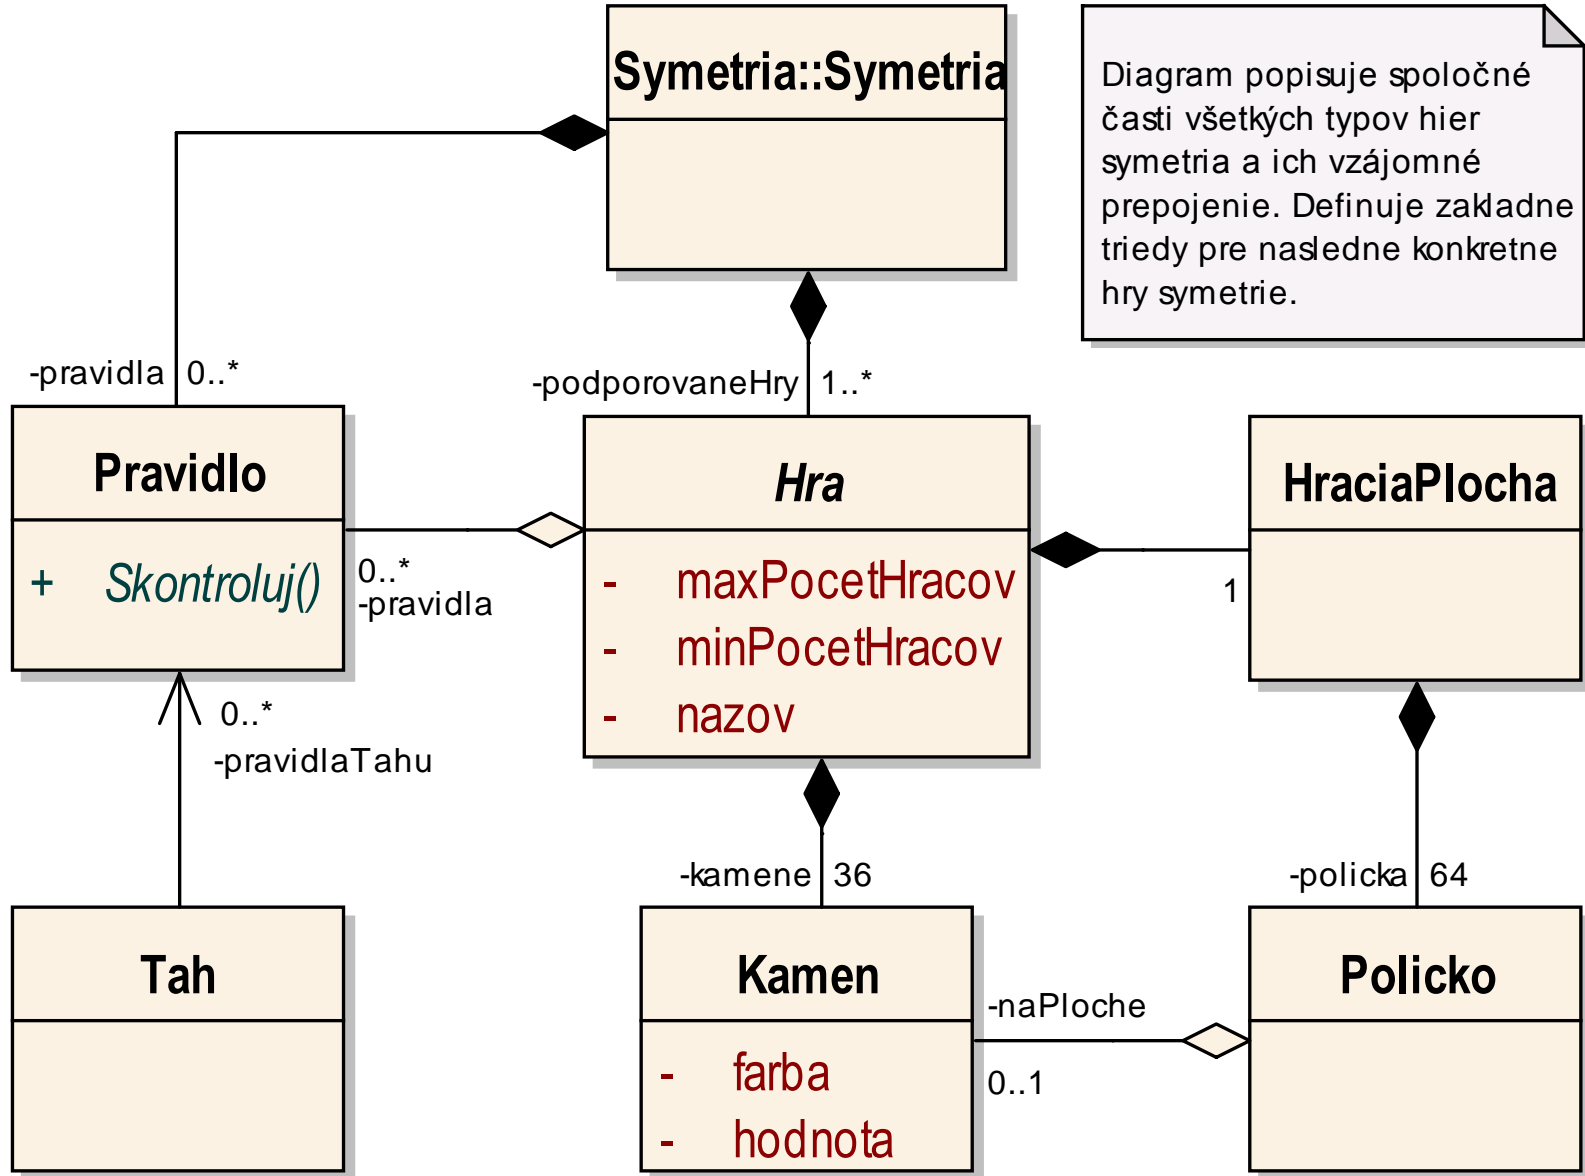 Symetria::Symetria
Diagram popisuje spoločné
časti všetkých typov hier
symetria a ich vzájomné
prepojenie. Definuje zakladne
triedy pre nasledne konkretne
hry symetrie.
-pravidla 0..*
-podporovaneHry 1..*
Pravidlo
+ Skontroluj()
0..*
-pravidla
Hra
- maxPocetHracov
- minPocetHracov
- nazov
HraciaPlocha
1
0..*
-pravidlaTahu
-kamene 36
-policka 64
Tah
Kamen
- farba
- hodnota
-naPloche
0..1
Policko